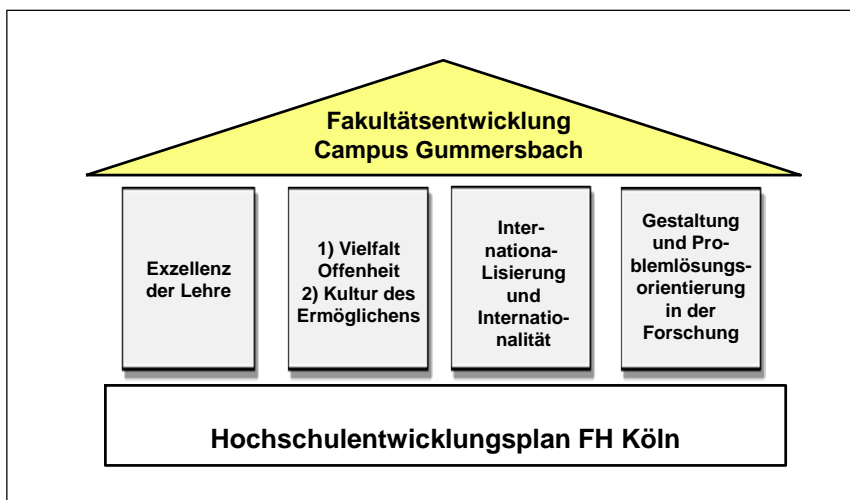 Fakultätsentwicklung
Campus Gummersbach
Exzellenz
der Lehre
1) Vielfalt
Offenheit
2) Kultur des
Ermöglichens
Inter-
nationa-
Lisierung
und
Internatio-
nalität
Gestaltung
und Pro-
blemlösungs-
orientierung
in der
Forschung
Hochschulentwicklungsplan FH Köln